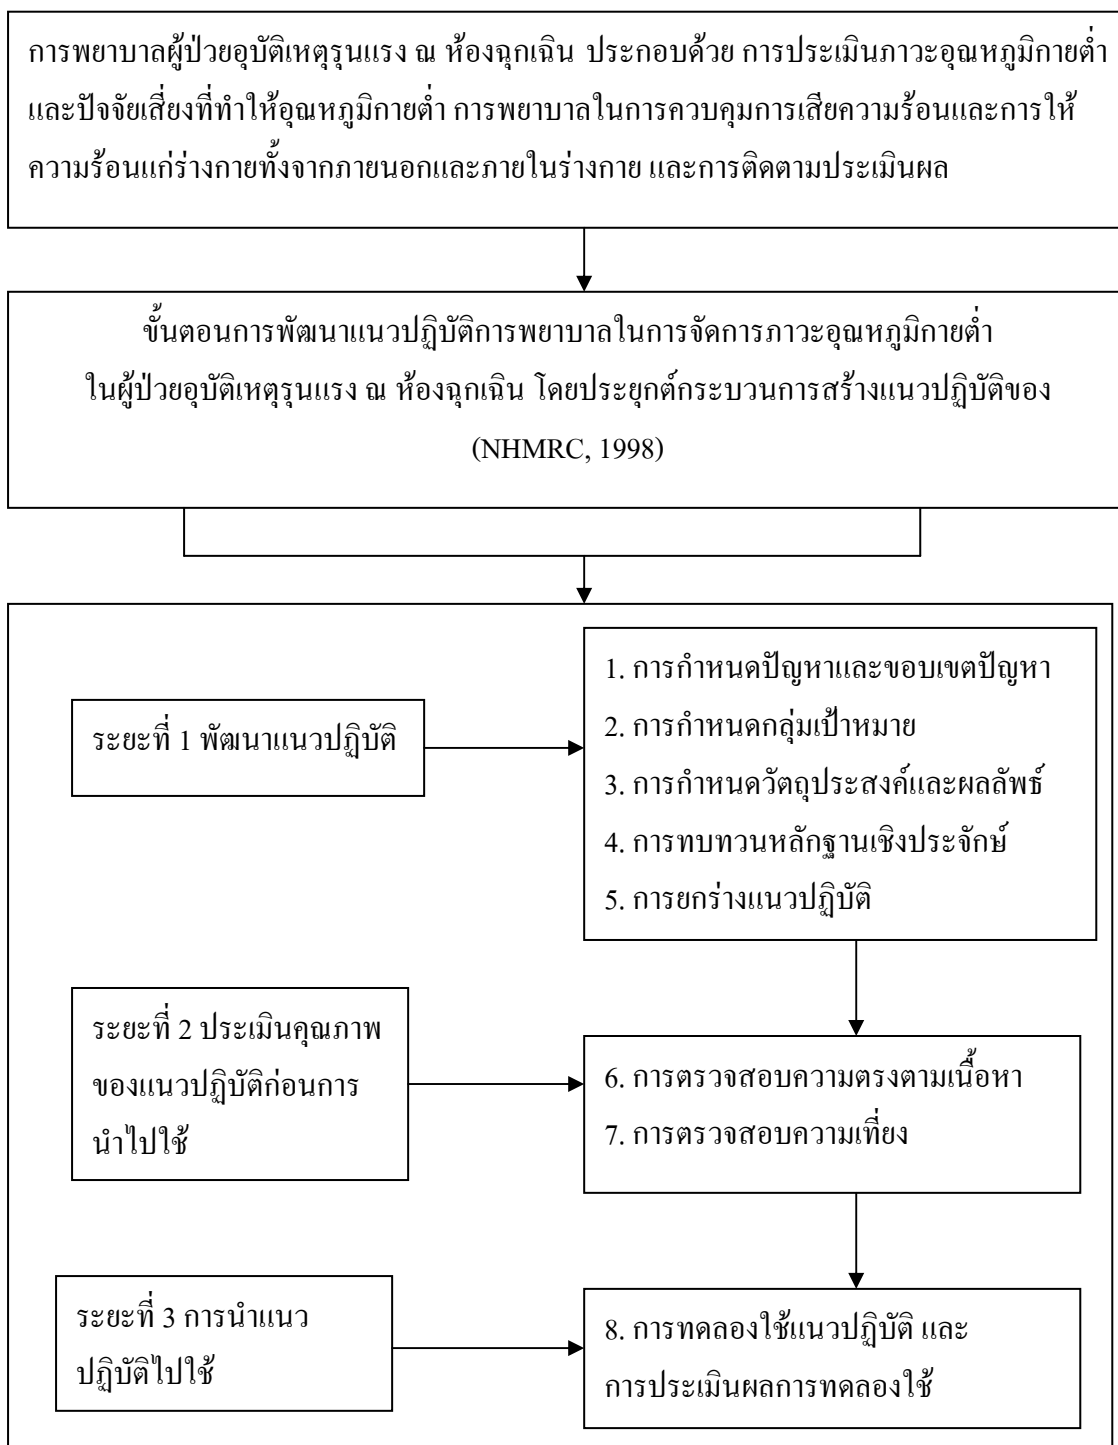 การพยาบาลผู้ป่วยอุบัติเหตุรุนแรง ณ ห้องฉุกเฉิน ประกอบด้วย การประเมินภาวะอุณหภูมิกายต่ำ
และปัจจัยเสี่ยงที่ทำให้อุณหภูมิกายต่ำ การพยาบาลในการควบคุมการเสียความร้อนและการให้
ความร้อนแก่ร่างกายทั้งจากภายนอกและภายในร่างกาย และการติดตามประเมินผล
ขั้นตอนการพัฒนาแนวปฏิบัติการพยาบาลในการจัดการภาวะอุณหภูมิกายต่ำ
ในผู้ป่วยอุบัติเหตุรุนแรง ณ ห้องฉุกเฉิน โดยประยุกต์กระบวนการสร้างแนวปฏิบัติของ
(NHMRC, 1998)
ระยะที่ 1 พัฒนาแนวปฏิบัติ
1. การกำหนดปัญหาและขอบเขตปัญหา
2. การกำหนดกลุ่มเป้าหมาย
3. การกำหนดวัตถุประสงค์และผลลัพธ์
4. การทบทวนหลักฐานเชิงประจักษ์
5. การยกร่างแนวปฏิบัติ
ระยะที่ 2 ประเมินคุณภาพ
ของแนวปฏิบัติก่อนการ
นำไปใช้
6. การตรวจสอบความตรงตามเนื้อหา
7. การตรวจสอบความเที่ยง
ระยะที่ 3 การนำแนว
ปฏิบัติไปใช้
8. การทดลองใช้แนวปฏิบัติ และ
การประเมินผลการทดลองใช้